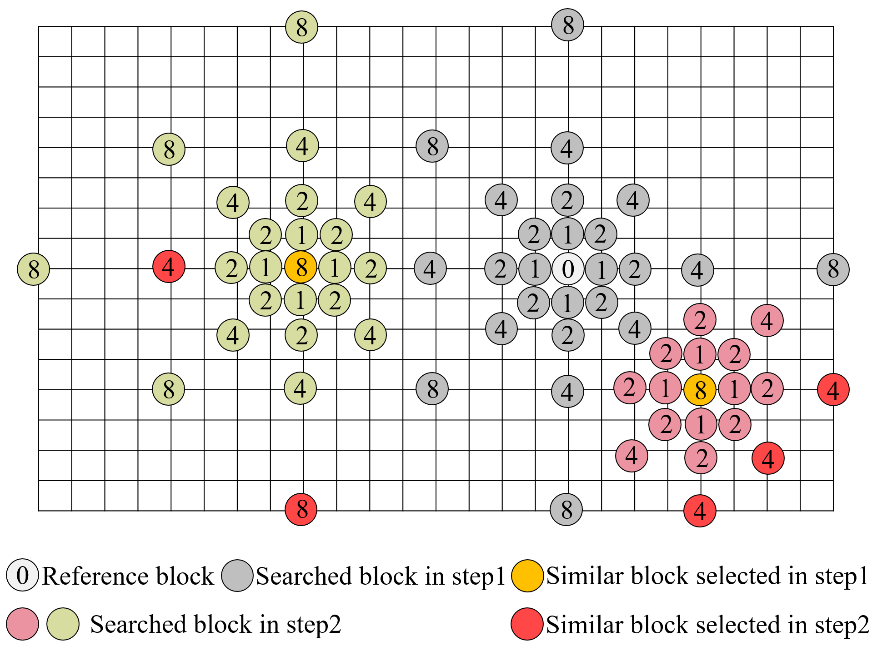 8 8
8 4 8 4
4 2 4 4 2 4
2 1 2 2 1 2
8 4 2 1 8 1 2 4 2 1 0 1 2 4 8
2 1 2 2 1 2
4 2 4 4 2 4 2 4
2 1 2
8 4 8 4 2 1 8 1 2 4
2 1 2
4 2 4
8 8 4
0 Reference block Searched block in step1 Similar block selected in step1
Searched block in step2 Similar block selected in step2